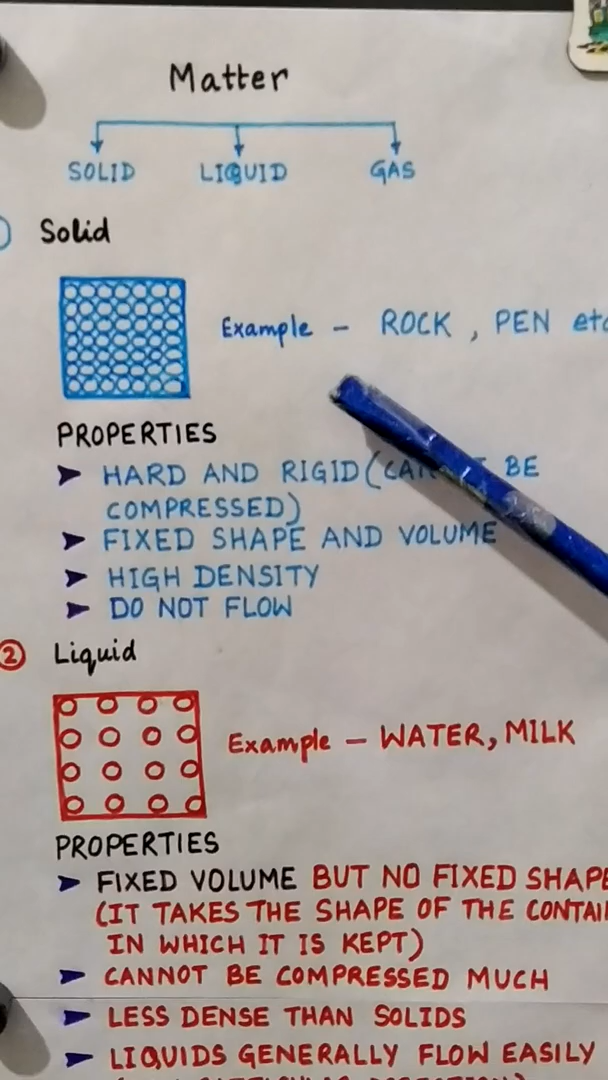 Matter
SOLID LIQUID GAS
Solid
Example - ROCK, PEN etc
PROPERTIES
➤ HARD AND RIGID ( BE
COMPRESSED)
➤ FIXED SHAPE AND VOLUME
➤ HIGH DENSITY
➤ DO NOT FLOW
② Liquid
Example - WATER, MILK
PROPERTIES
➤ FIXED VOLUME BUT NO FIXED SHAPE
(IT TAKES THE SHAPE OF THE CONTAI
IN WHICH IT IS KEPT)
➤ CANNOT BE COMPRESSED MUCH
➤ LESS DENSE THAN SOLIDS
➤ LIQUIDS GENERALLY FLOW EASILY